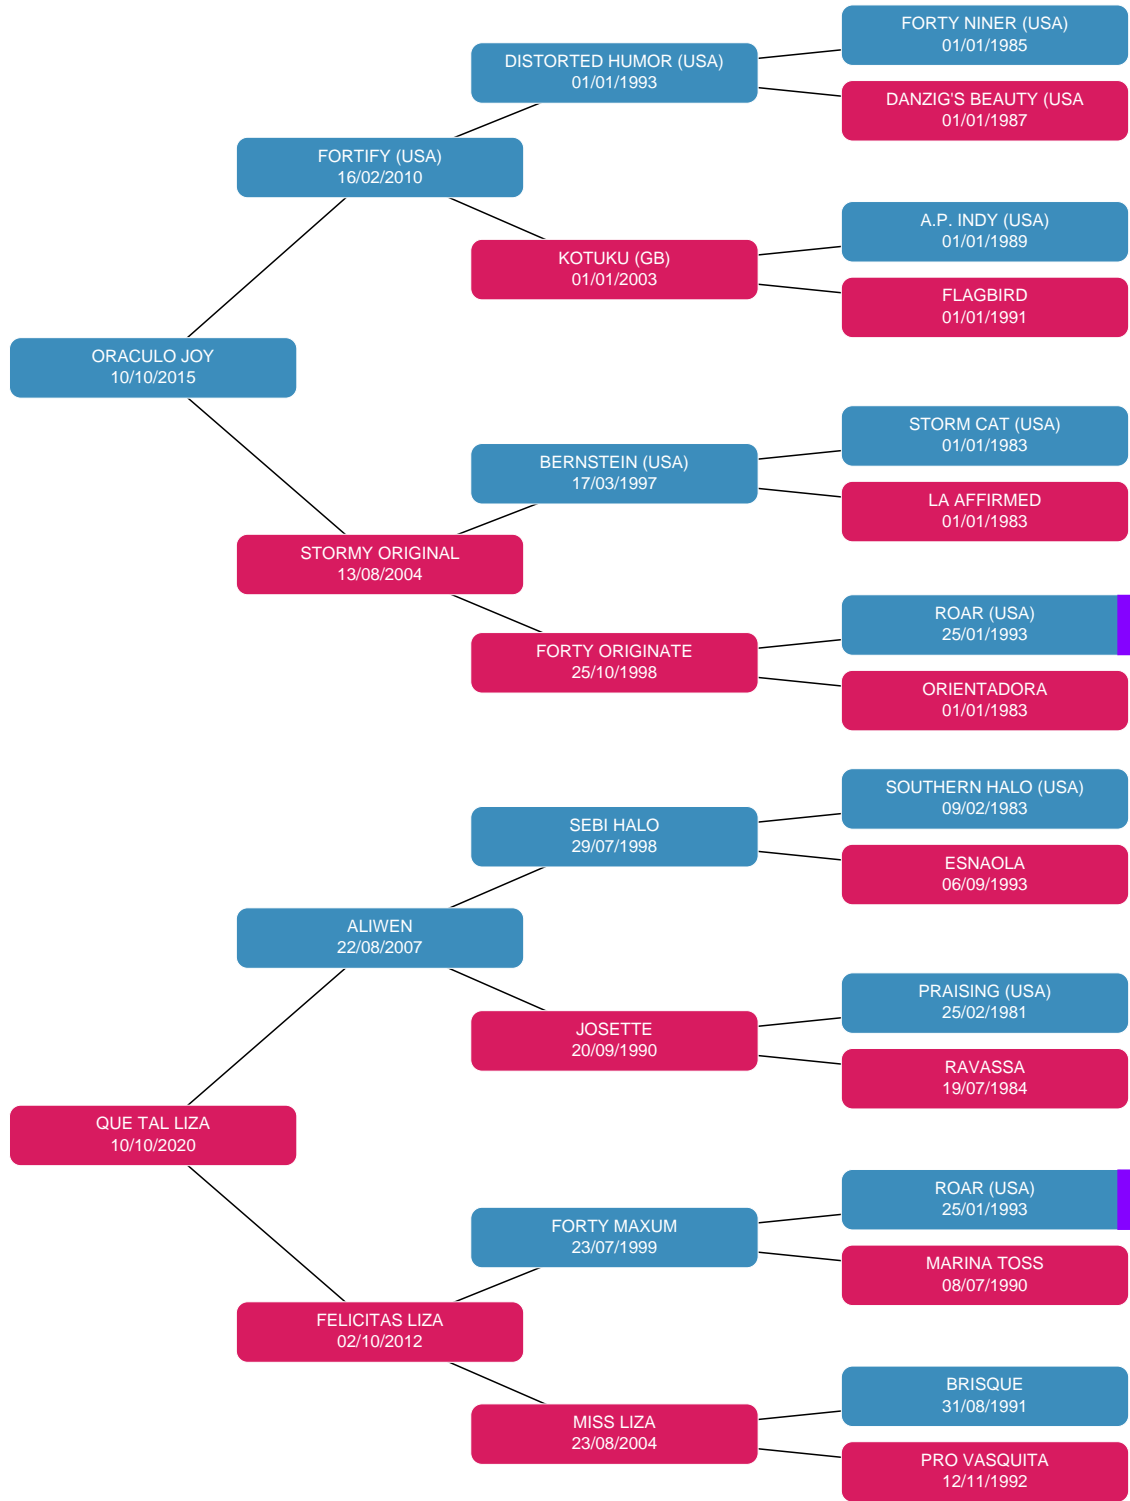 FORTY NINER (USA)
01/01/1985
DISTORTED HUMOR (USA)
01/01/1993
DANZIG'S BEAUTY (USA
01/01/1987
FORTIFY (USA)
16/02/2010
A.P. INDY (USA)
01/01/1989
KOTUKU (GB)
01/01/2003
FLAGBIRD
01/01/1991
ORACULO JOY
10/10/2015
STORM CAT (USA)
01/01/1983
BERNSTEIN (USA)
17/03/1997
LA AFFIRMED
01/01/1983
STORMY ORIGINAL
13/08/2004
ROAR (USA)
25/01/1993
FORTY ORIGINATE
25/10/1998
ORIENTADORA
01/01/1983
SOUTHERN HALO (USA)
09/02/1983
SEBI HALO
29/07/1998
ESNAOLA
06/09/1993
ALIWEN
22/08/2007
PRAISING (USA)
25/02/1981
JOSETTE
20/09/1990
RAVASSA
19/07/1984
QUE TAL LIZA
10/10/2020
ROAR (USA)
25/01/1993
FORTY MAXUM
23/07/1999
MARINA TOSS
08/07/1990
FELICITAS LIZA
02/10/2012
BRISQUE
31/08/1991
MISS LIZA
23/08/2004
PRO VASQUITA
12/11/1992